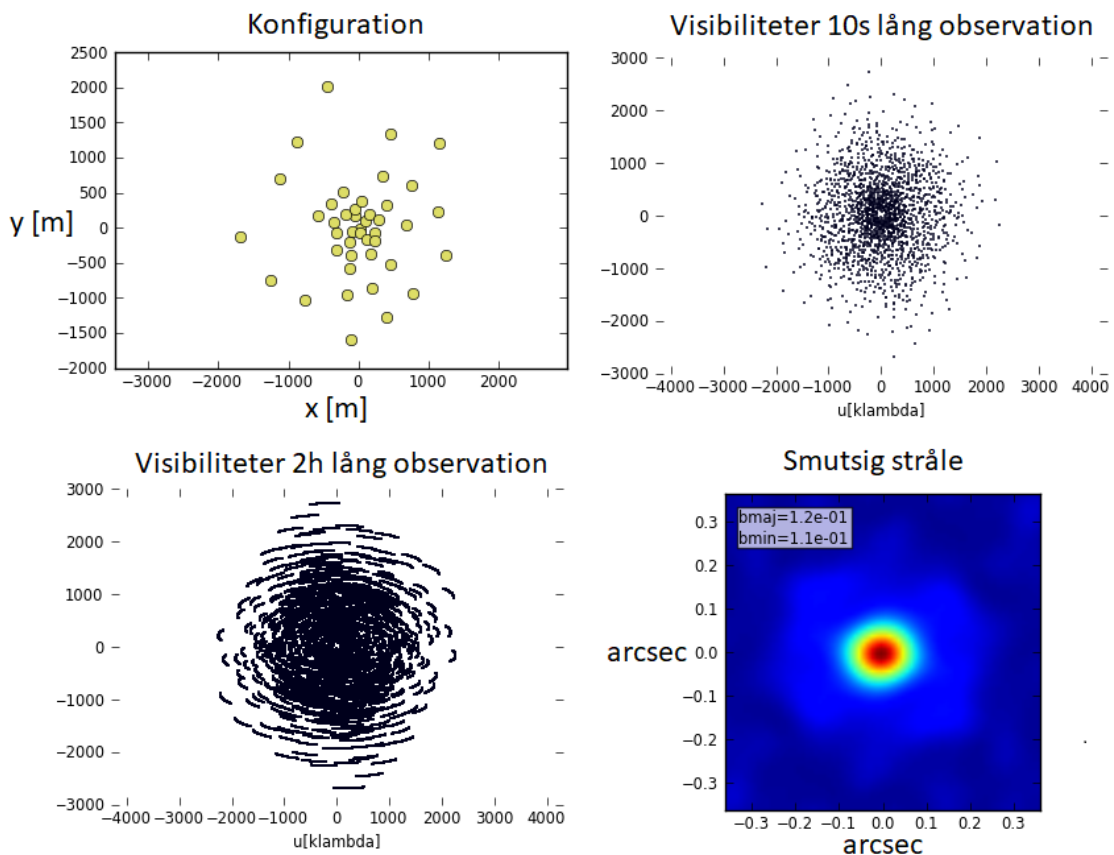 Konfiguration
2500
2000
1500
1000
500
0
−500
−1000
−1500
−2000
y [m]
−3000 −2000 −1000 0 1000 2000
x [m]
Visibiliteter 10s lång observation
3000
2000
1000
0
−1000
−2000
−3000
−4000 −3000 −2000 −1000 0 1000 2000 3000 4000
u[klambda]
Visibiliteter 2h lång observation
3000
2000
1000
0
−1000
−2000
−3000
−4000 −3000 −2000 −1000 0 1000 2000 3000 4000
u[klambda]
Smutsig stråle
bmaj=1.2e-01
bmin=1.1e-01
0.3
0.2
0.1
0.0
−0.1
−0.2
−0.3
arcsec
−0.3 −0.2 −0.1 0.0 0.1 0.2 0.3
arcsec